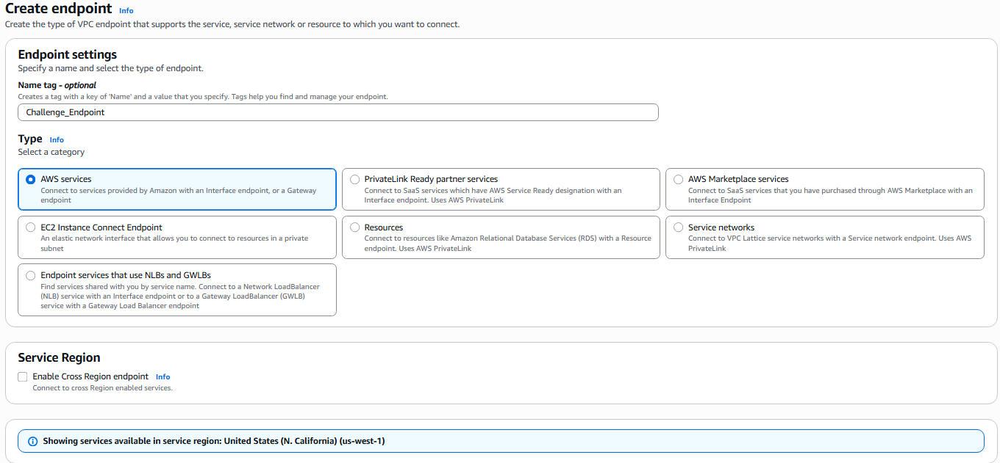 Create endpoint Info
Create the type of VPC endpoint that supports the service, service network or resource to which you want to connect.
Endpoint settings
Specify a name and select the type of endpoint.
Name tag - optional
Creates a tag with a key of 'Name' and a value that you specify. Tags help you find and manage your endpoint.
Challenge_Endpoint
Type Info
Select a category
AWS services
Connect to services provided by Amazon with an Interface endpoint, or a Gateway
endpoint
PrivateLink Ready partner services
Connect to SaaS services which have AWS Service Ready designation with an
Interface endpoint. Uses AWS PrivateLink
AWS Marketplace services
Connect to SaaS services that you have purchased through AWS Marketplace with an
Interface Endpoint
EC2 Instance Connect Endpoint
An elastic network interface that allows you to connect to resources in a private
subnet
Resources
Connect to resources like Amazon Relational Database Services (RDS) with a Resource
endpoint. Uses AWS PrivateLink
Service networks
Connect to VPC Lattice service networks with a Service network endpoint. Uses AWS
PrivateLink
Endpoint services that use NLBs and GWLBs
Find services shared with you by service name. Connect to a Network LoadBalancer
(NLB) service with an Interface endpoint or to a Gateway LoadBalancer (GWLB)
service with a Gateway Load Balancer endpoint
Service Region
Enable Cross Region endpoint Info
Connect to cross Region enabled services.
Showing services available in service region: United States (N. California) (us-west-1)